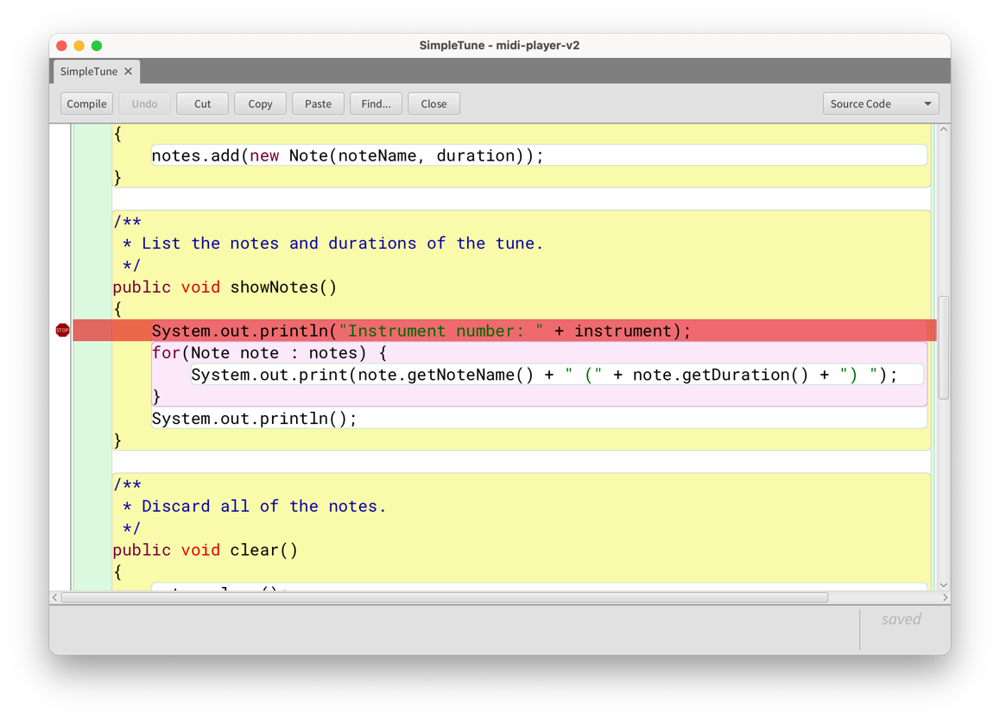 SimpleTune - midi-player-v2
SimpleTune ✕
Compile Undo Cut Copy Paste Find... Close Source Code
{
notes.add(new Note(noteName, duration));
}
/**
* List the notes and durations of the tune.
*/
public void showNotes()
{
STOP
System.out.println("Instrument number: " + instrument);
for(Note note : notes) {
System.out.print(note.getNoteName() + " (" + note.getDuration() + ") ");
}
System.out.println();
}
/**
* Discard all of the notes.
*/
public void clear()
{
saved